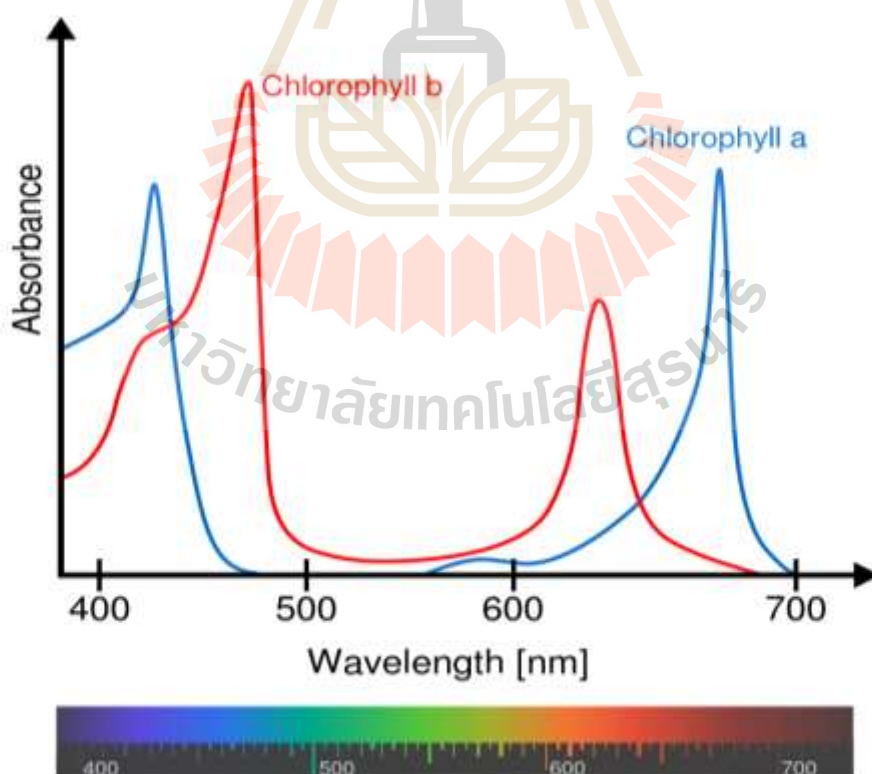 Chlorophyll b
Chlorophyll a
Absorbance
มหาวิทยาลัยเทคโนโลยีสุรนารี
400 500 600 700
Wavelength [nm]
400 500 600 700